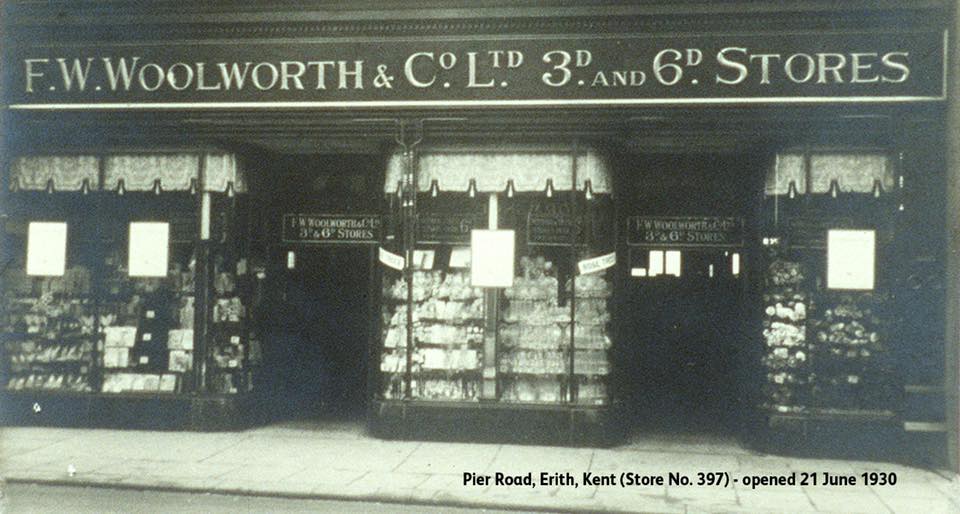 F.W. WOOLWORTH & Cº. LTD 3D. AND 6D. STORES
F.W. WOOLWORTH & Cº LTD
3D & 6D STORES
F.W. WOOLWORTH & Cº LTD
3D & 6D STORES
Pier Road, Erith, Kent (Store No. 397) - opened 21 June 1930